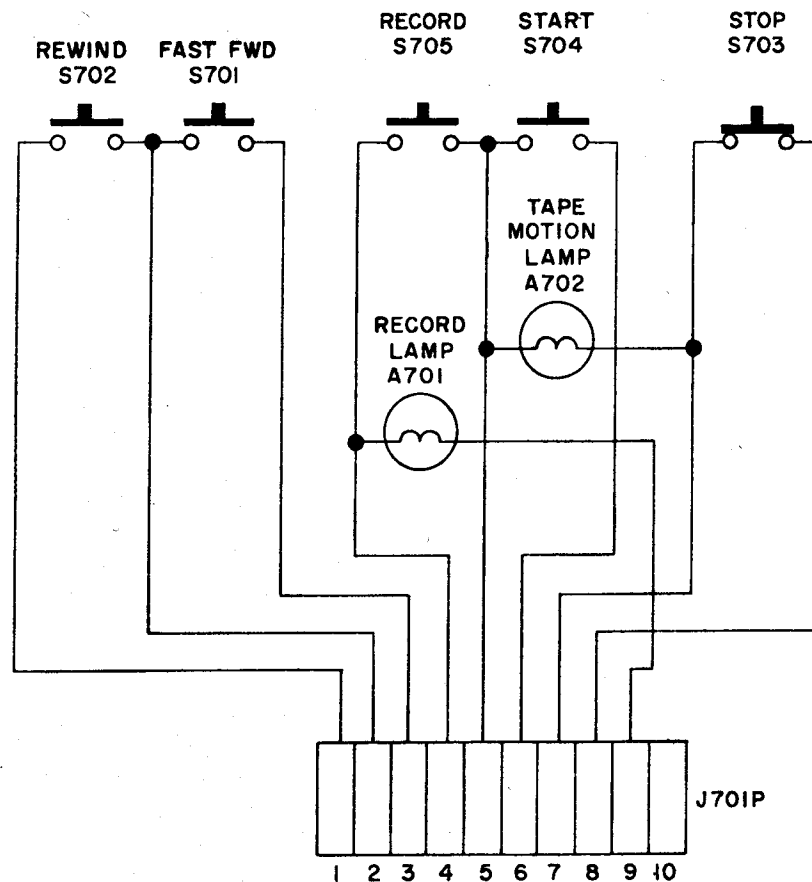 REWIND
S702
FAST FWD
S701
RECORD
S705
START
S704
STOP
S703
TAPE
MOTION
LAMP
A702
RECORD
LAMP
A701
J701P
1 2 3 4 5 6 7 8 9 10